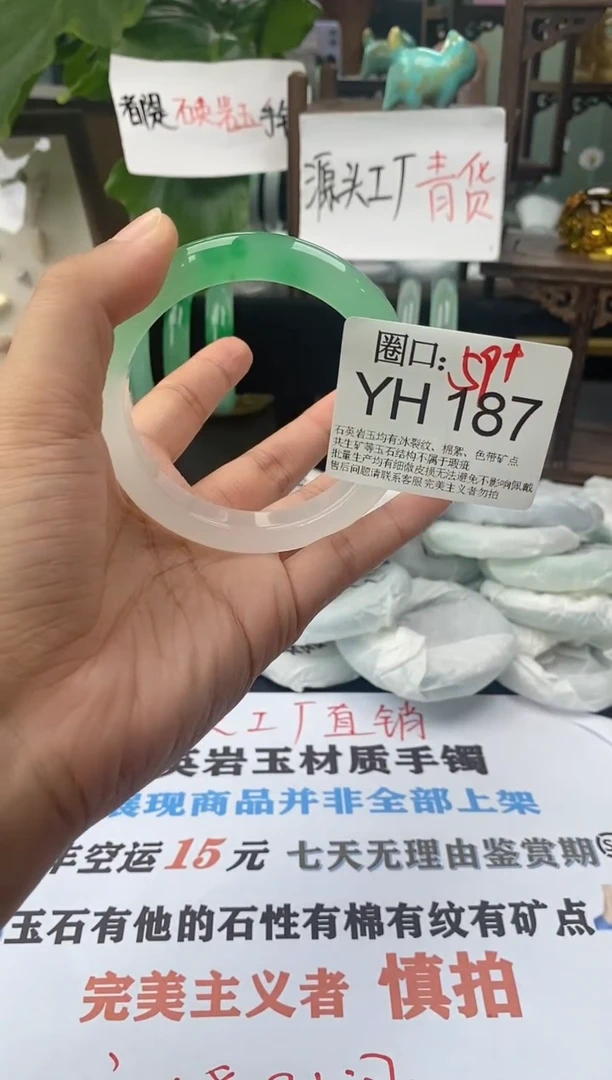 都是石英岩玉手
源头工厂清货
圈口:59+
YH 187
石英岩玉均有冰裂纹、棉絮、色带矿点
共生矿等玉石结构不属于瑕疵
批量生产均有细微皮损无法避免不影响佩戴
售后问题请联系客服完美主义者勿拍
工厂直销
英岩玉材质手镯
展现商品并非全部上架
空运15元 七天无理由鉴赏期
玉石有他的石性有棉有纹有矿点
完美主义者 慎拍